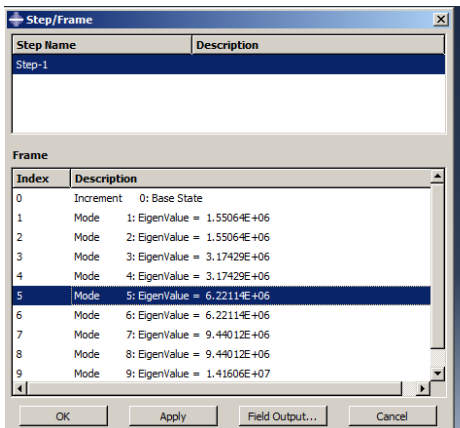 Step/Frame
Step Name Description
Step-1
Frame
Index Description
0 Increment 0: Base State
1 Mode 1: EigenValue = 1.55064E+06
2 Mode 2: EigenValue = 1.55064E+06
3 Mode 3: EigenValue = 3.17429E+06
4 Mode 4: EigenValue = 3.17429E+06
5 Mode 5: EigenValue = 6.22114E+06
6 Mode 6: EigenValue = 6.22114E+06
7 Mode 7: EigenValue = 9.44012E+06
8 Mode 8: EigenValue = 9.44012E+06
9 Mode 9: EigenValue = 1.41606E+07
OK Apply Field Output... Cancel